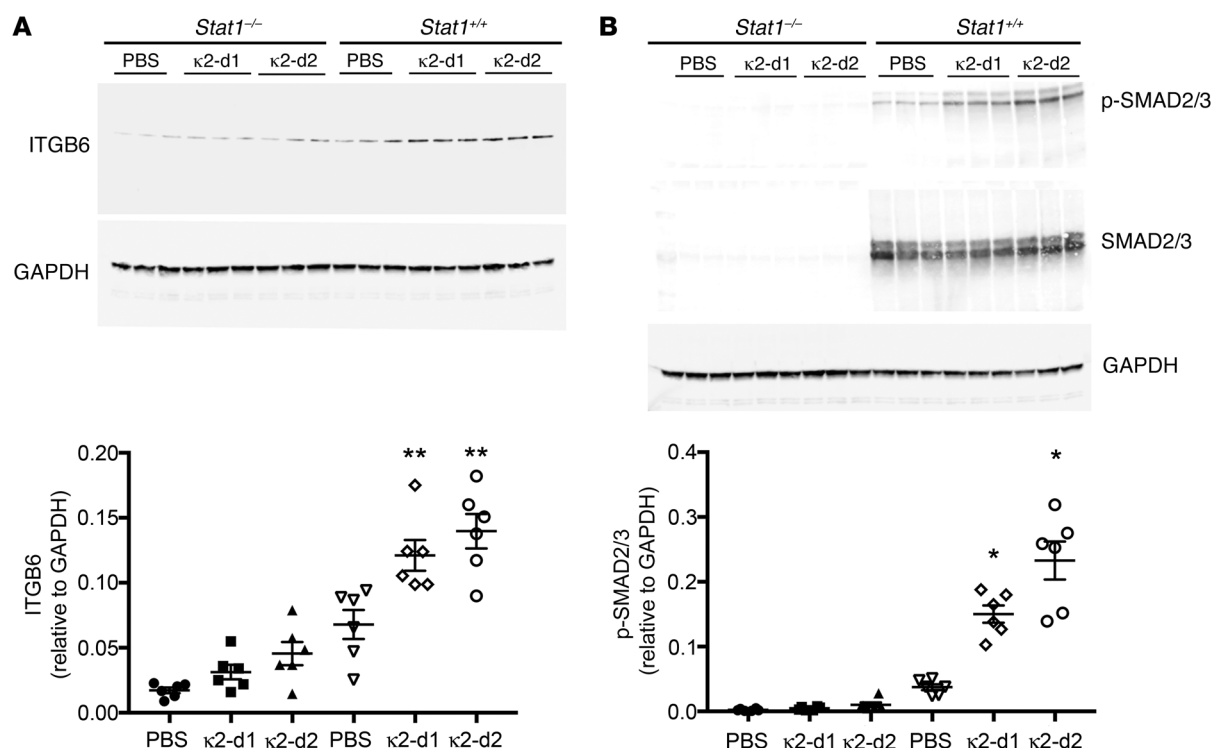 A
Stat1–/–
Stat1+/+
PBS κ2-d1 κ2-d2 PBS κ2-d1 κ2-d2
ITGB6
GAPDH
0.20
0.15
0.10
0.05
0.00
ITGB6
(relative to GAPDH)
** **
PBS κ2-d1 κ2-d2 PBS κ2-d1 κ2-d2
B
Stat1–/–
Stat1+/+
PBS κ2-d1 κ2-d2 PBS κ2-d1 κ2-d2
p-SMAD2/3
SMAD2/3
GAPDH
0.4
0.3
0.2
0.1
0.0
p-SMAD2/3
(relative to GAPDH)
*
*
PBS κ2-d1 κ2-d2 PBS κ2-d1 κ2-d2